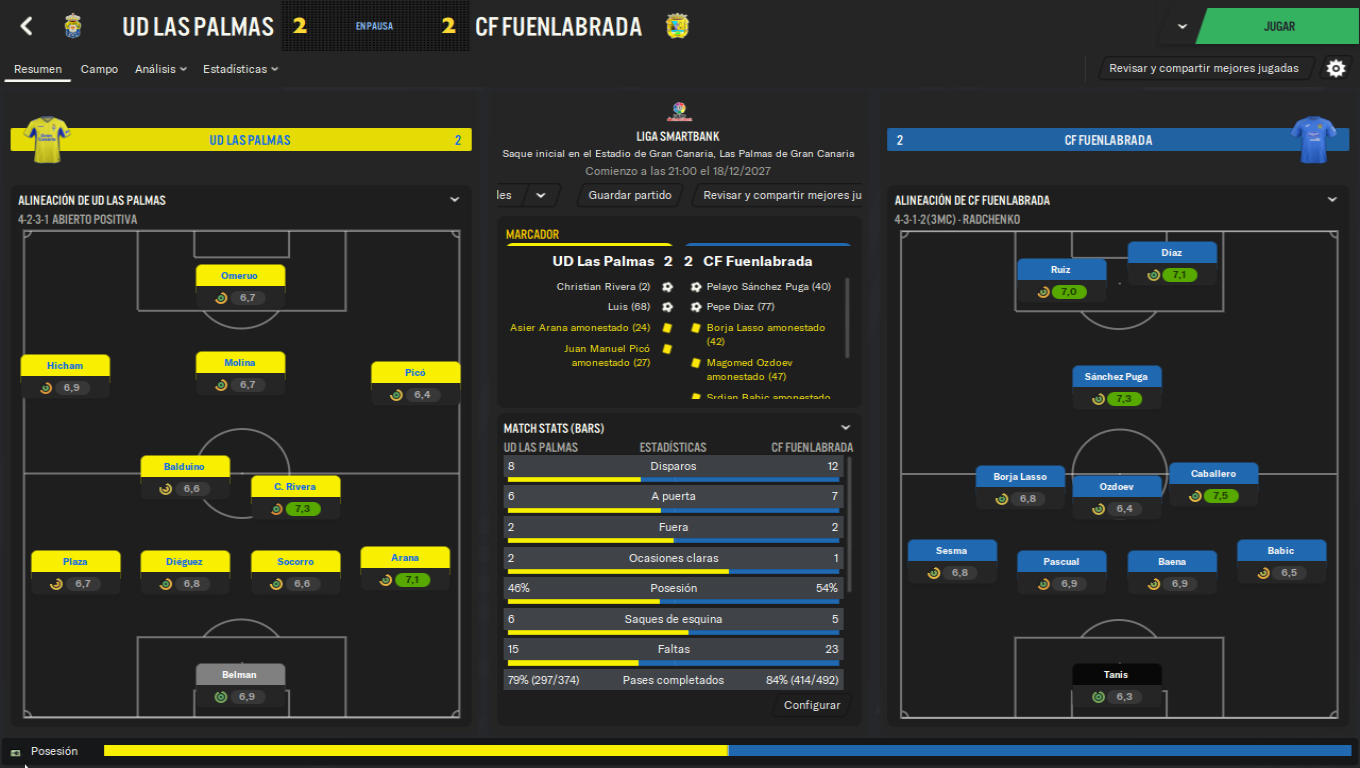 UD LAS PALMAS 2 EN PAUSA 2 CF FUENLABRADA
JUGAR
Resumen Campo Análisis Estadísticas
Revisar y compartir mejores jugadas
UD LAS PALMAS 2
ALINEACIÓN DE UD LAS PALMAS
4-2-3-1 ABIERTO POSITIVA
Omeruo
6,7
Hicham
6,9
Molina
6,7
Picó
6,4
Balduino
6,6
C. Rivera
7,3
Plaza
6,7
Diéguez
6,8
Socorro
6,6
Arana
7,1
Belman
6,9
LIGA SMARTBANK
Saque inicial en el Estadio de Gran Canaria, Las Palmas de Gran Canaria
Comienzo a las 21:00 el 18/12/2027
les Guardar partido Revisar y compartir mejores ju
MARCADOR
UD Las Palmas 2 2 CF Fuenlabrada
Christian Rivera (2) Pelayo Sánchez Puga (40)
Luis (68) Pepe Díaz (77)
Asier Arana amonestado (24) Borja Lasso amonestado
(42)
Juan Manuel Picó
amonestado (27)
Magomed Ozdoev
amonestado (47)
Srdjan Babic amonestado
MATCH STATS (BARS)
UD LAS PALMAS ESTADÍSTICAS CF FUENLABRADA
8 Disparos 12
6 A puerta 7
2 Fuera 2
2 Ocasiones claras 1
46% Posesión 54%
6 Saques de esquina 5
15 Faltas 23
79% (297/374) Pases completados 84% (414/492)
Configurar
2 CF FUENLABRADA
ALINEACIÓN DE CF FUENLABRADA
4-3-1-2(3MC) - RADCHENKO
Díaz
7,1
Ruiz
7,0
Sánchez Puga
7,3
Borja Lasso
6,8
Ozdoev
6,4
Caballero
7,5
Sesma
6,8
Pascual
6,9
Baena
6,9
Babic
6,5
Tanis
6,3
Posesión